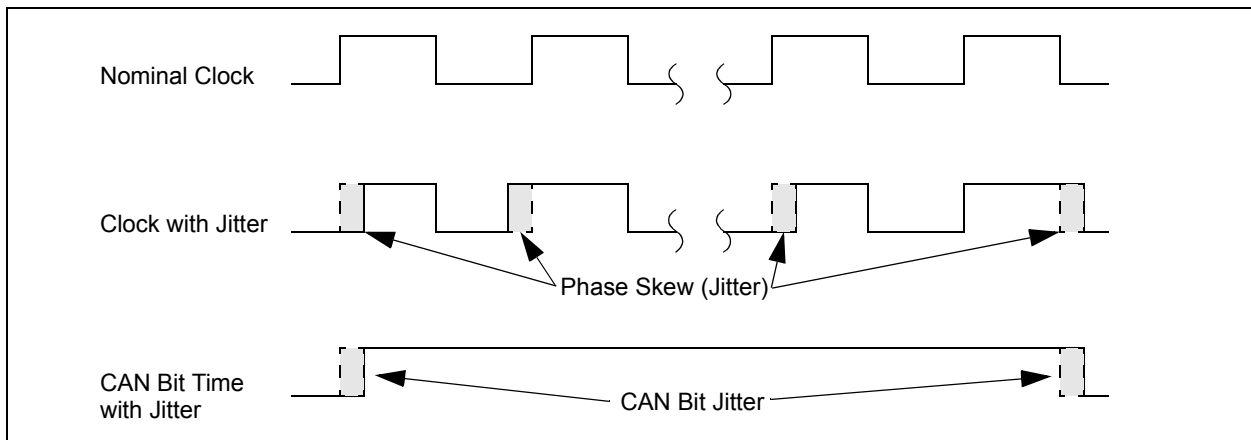 Nominal Clock
Clock with Jitter
Phase Skew (Jitter)
CAN Bit Time
with Jitter
CAN Bit Jitter